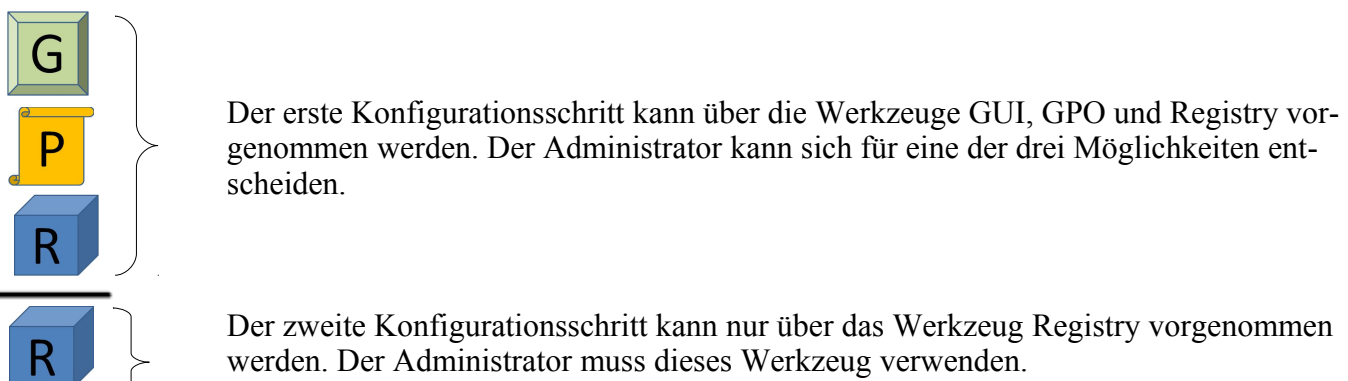 G
P
R
Der erste Konfigurationsschritt kann über die Werkzeuge GUI, GPO und Registry vor-
genommen werden. Der Administrator kann sich für eine der drei Möglichkeiten ent-
scheiden.
R
Der zweite Konfigurationsschritt kann nur über das Werkzeug Registry vorgenommen
werden. Der Administrator muss dieses Werkzeug verwenden.